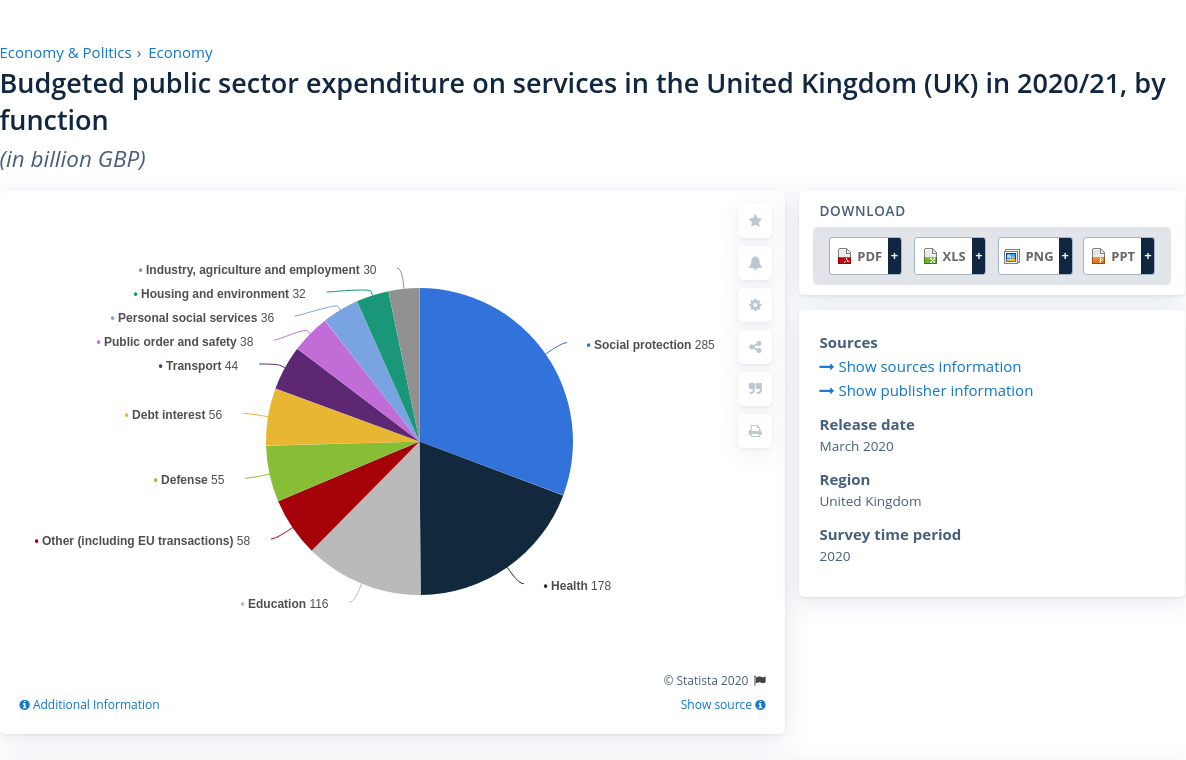 Economy & Politics › Economy
Budgeted public sector expenditure on services in the United Kingdom (UK) in 2020/21, by
function
(in billion GBP)
• Industry, agriculture and employment 30
• Housing and environment 32
• Personal social services 36
• Public order and safety 38
• Transport 44
• Debt interest 56
• Defense 55
• Other (including EU transactions) 58
• Education 116
• Social protection 285
• Health 178
© Statista 2020
Additional Information
Show source
DOWNLOAD
PDF + XLS + PNG + PPT +
Sources
Show sources information
Show publisher information
Release date
March 2020
Region
United Kingdom
Survey time period
2020